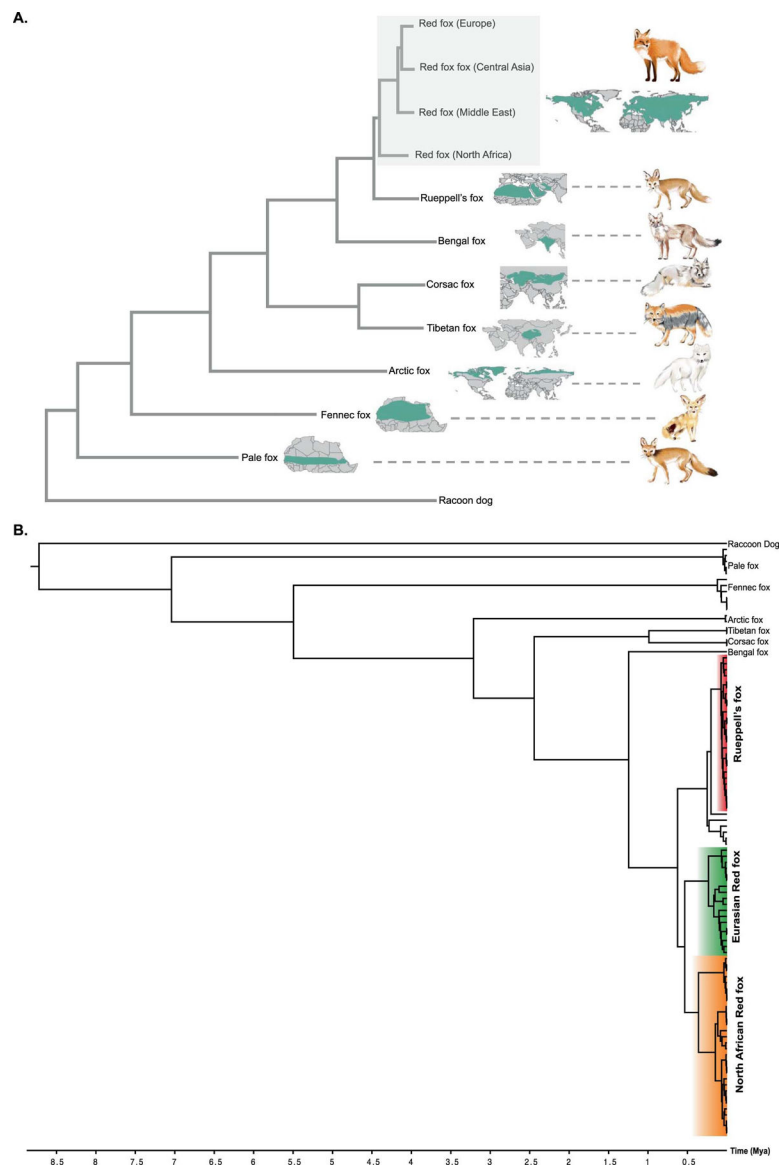 A.
Red fox (Europe)
Red fox fox (Central Asia)
Red fox (Middle East)
Red fox (North Africa)
Rueppell's fox
Bengal fox
Corsac fox
Tibetan fox
Arctic fox
Fennec fox
Pale fox
Racoon dog
B.
Raccoon Dog
Pale fox
Fennec fox
Arctic fox
Tibetan fox
Corsac fox
Bengal fox
Rueppell's fox
Eurasian Red fox
North African Red fox
Time (Mya)
8.5 8 7.5 7 6.5 6 5.5 5 4.5 4 3.5 3 2.5 2 1.5 1 0.5